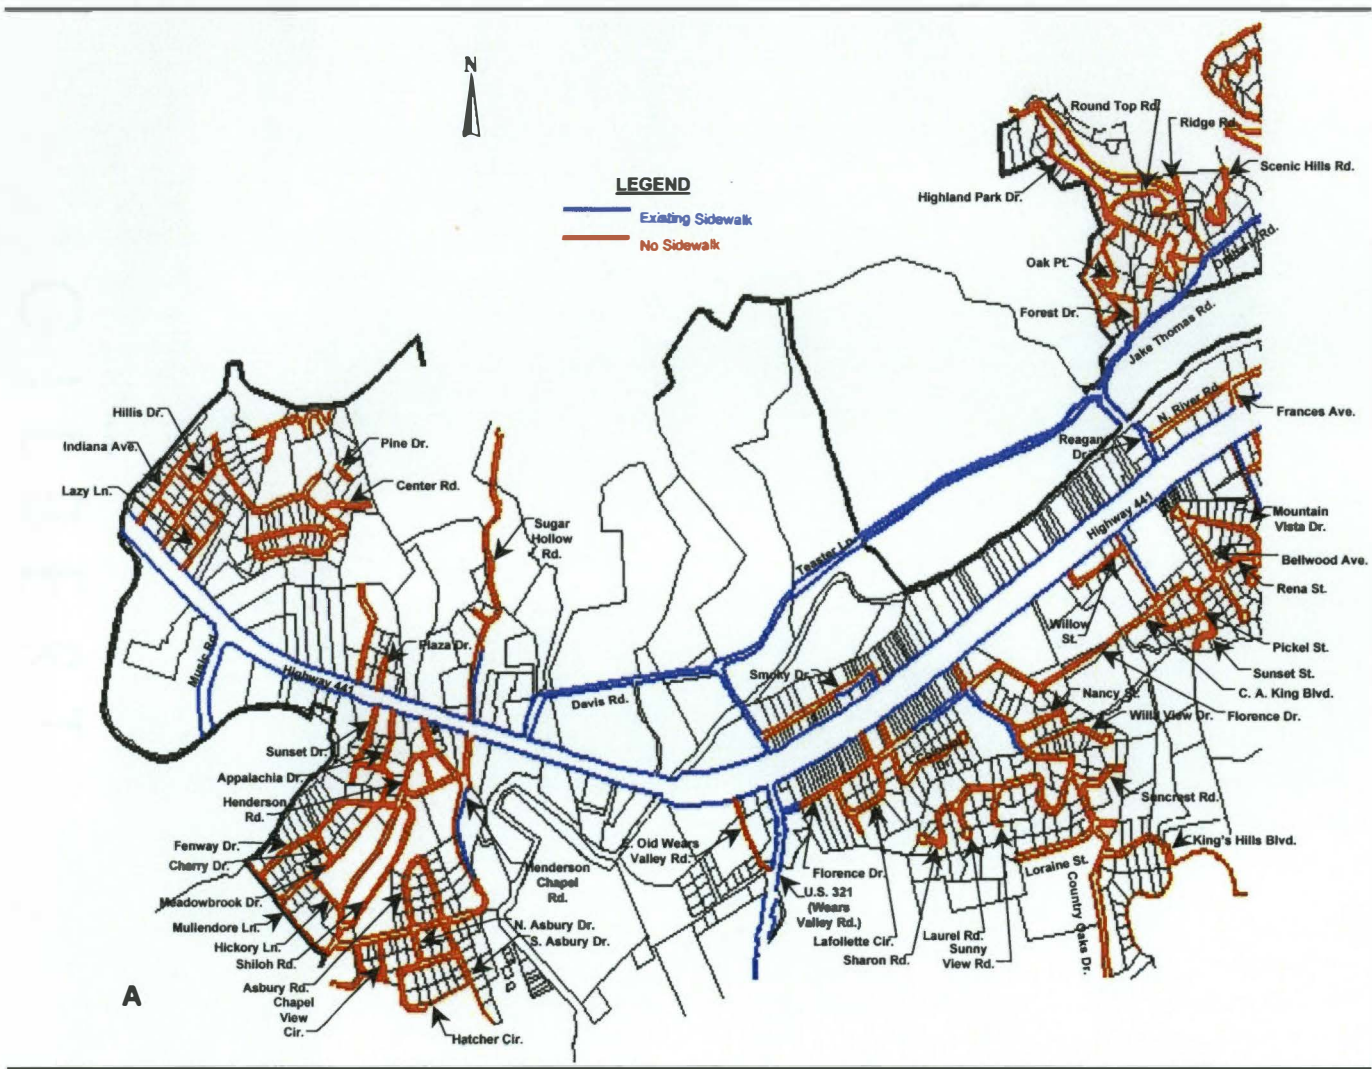 N
LEGEND
Existing Sidewalk
No Sidewalk
Round Top Rd.
Ridge Rd.
Scenic Hills Rd.
Highland Park Dr.
Oak Pt.
Forest Dr.
Jake Thomas Rd.
N. River Rd.
Frances Ave.
Reagan
Dr.
Hillis Dr.
Indiana Ave.
Lazy Ln.
Pine Dr.
Center Rd.
Sugar
Hollow
Rd.
Teaster Ln.
Highway 441
Mountain
Vista Dr.
Bellwood Ave.
Rena St.
Willow
St.
Pickel St.
Sunset St.
C. A. King Blvd.
Florence Dr.
Music Rd.
Plaza Dr.
Highway 441
Davis Rd.
Smoky Dr.
Nancy St.
Willa View Dr.
Sunset Dr.
Appalachia Dr.
Henderson
Rd.
Fenway Dr.
Cherry Dr.
Meadowbrook Dr.
Mullendore Ln.
Hickory Ln.
Shiloh Rd.
Asbury Rd.
Chapel
View
Cir.
Hatcher Cir.
N. Asbury Dr.
S. Asbury Dr.
Henderson
Chapel
Rd.
E. Old Wears
Valley Rd.
Florence Dr.
U.S. 321
(Wears
Valley Rd.)
Lafollette Cir.
Sharon Rd.
Laurel Rd.
Sunny
View Rd.
Loraine St.
Country Oaks Dr.
Suncrest Rd.
King's Hills Blvd.
A